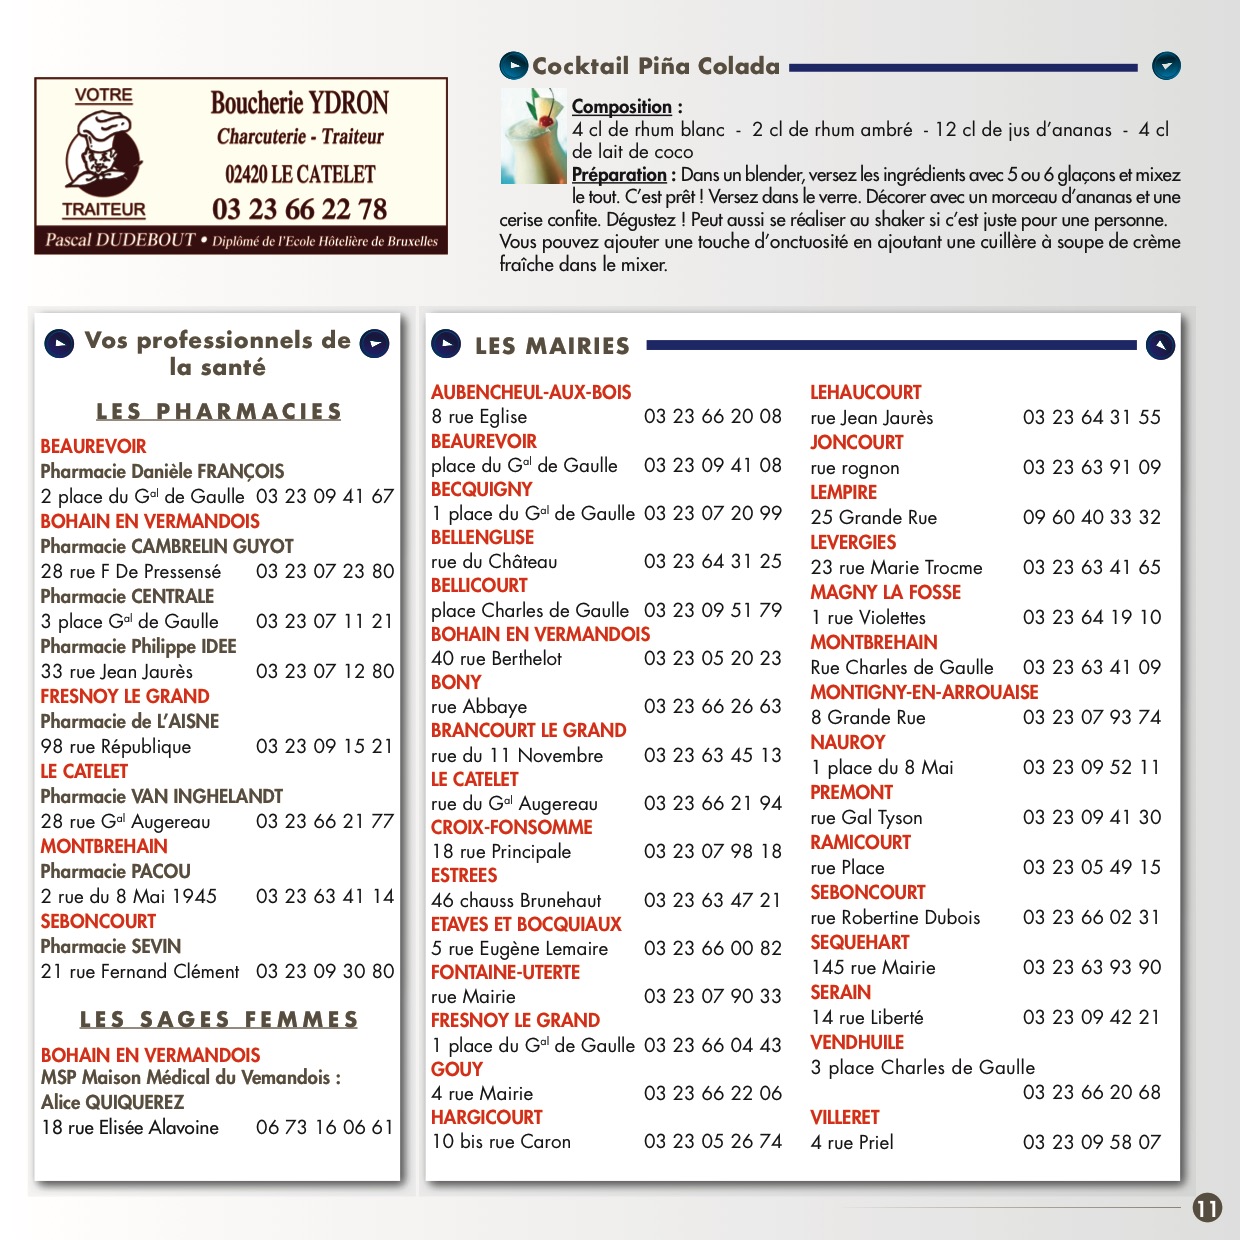 VOTRE
TRAITEUR
Boucherie YDRON
Charcuterie - Traiteur
02420 LE CATELET
03 23 66 22 78
Pascal DUDEBOUT • Diplômé de l'Ecole Hôtelière de Bruxelles
Cocktail Piña Colada
Composition :
4 cl de rhum blanc - 2 cl de rhum ambré - 12 cl de jus d'ananas - 4 cl
de lait de coco
Préparation : Dans un blender, versez les ingrédients avec 5 ou 6 glaçons et mixez
le tout. C'est prêt ! Versez dans le verre. Décorer avec un morceau d'ananas et une
cerise confite. Dégustez ! Peut aussi se réaliser au shaker si c'est juste pour une personne.
Vous pouvez ajouter une touche d'onctuosité en ajoutant une cuillère à soupe de crème
fraîche dans le mixer.
Vos professionnels de
la santé
LES PHARMACIES
BEAUREVOIR
Pharmacie Danièle FRANÇOIS
2 place du Gal de Gaulle 03 23 09 41 67
BOHAIN EN VERMANDOIS
Pharmacie CAMBRELIN GUYOT
28 rue F De Pressensé 03 23 07 23 80
Pharmacie CENTRALE
3 place Gal de Gaulle 03 23 07 11 21
Pharmacie Philippe IDEE
33 rue Jean Jaurès 03 23 07 12 80
FRESNOY LE GRAND
Pharmacie de L'AISNE
98 rue République 03 23 09 15 21
LE CATELET
Pharmacie VAN INGHELANDT
28 rue Gal Augereau 03 23 66 21 77
MONTBREHAIN
Pharmacie PACOU
2 rue du 8 Mai 1945 03 23 63 41 14
SEBONCOURT
Pharmacie SEVIN
21 rue Fernand Clément 03 23 09 30 80
LES SAGES FEMMES
BOHAIN EN VERMANDOIS
MSP Maison Médical du Vemandois :
Alice QUIQUEREZ
18 rue Elisée Alavoine 06 73 16 06 61
LES MAIRIES
AUBENCHEUL-AUX-BOIS
8 rue Eglise 03 23 66 20 08
BEAUREVOIR
place du Gal de Gaulle 03 23 09 41 08
BECQUIGNY
1 place du Gal de Gaulle 03 23 07 20 99
BELLENGLISE
rue du Château 03 23 64 31 25
BELLICOURT
place Charles de Gaulle 03 23 09 51 79
BOHAIN EN VERMANDOIS
40 rue Berthelot 03 23 05 20 23
BONY
rue Abbaye 03 23 66 26 63
BRANCOURT LE GRAND
rue du 11 Novembre 03 23 63 45 13
LE CATELET
rue du Gal Augereau 03 23 66 21 94
CROIX-FONSOMME
18 rue Principale 03 23 07 98 18
ESTREES
46 chauss Brunehaut 03 23 63 47 21
ETAVES ET BOCQUIAUX
5 rue Eugène Lemaire 03 23 66 00 82
FONTAINE-UTERTE
rue Mairie 03 23 07 90 33
FRESNOY LE GRAND
1 place du Gal de Gaulle 03 23 66 04 43
GOUY
4 rue Mairie 03 23 66 22 06
HARGICOURT
10 bis rue Caron 03 23 05 26 74
LEHAUCOURT
rue Jean Jaurès 03 23 64 31 55
JONCOURT
rue rognon 03 23 63 91 09
LEMPIRE
25 Grande Rue 09 60 40 33 32
LEVERGIES
23 rue Marie Trocme 03 23 63 41 65
MAGNY LA FOSSE
1 rue Violettes 03 23 64 19 10
MONTBREHAIN
Rue Charles de Gaulle 03 23 63 41 09
MONTIGNY-EN-ARROUAISE
8 Grande Rue 03 23 07 93 74
NAUROY
1 place du 8 Mai 03 23 09 52 11
PREMONT
rue Gal Tyson 03 23 09 41 30
RAMICOURT
rue Place 03 23 05 49 15
SEBONCOURT
rue Robertine Dubois 03 23 66 02 31
SEQUEHART
145 rue Mairie 03 23 63 93 90
SERAIN
14 rue Liberté 03 23 09 42 21
VENDHUILE
3 place Charles de Gaulle
03 23 66 20 68
VILLERET
4 rue Priel 03 23 09 58 07
11